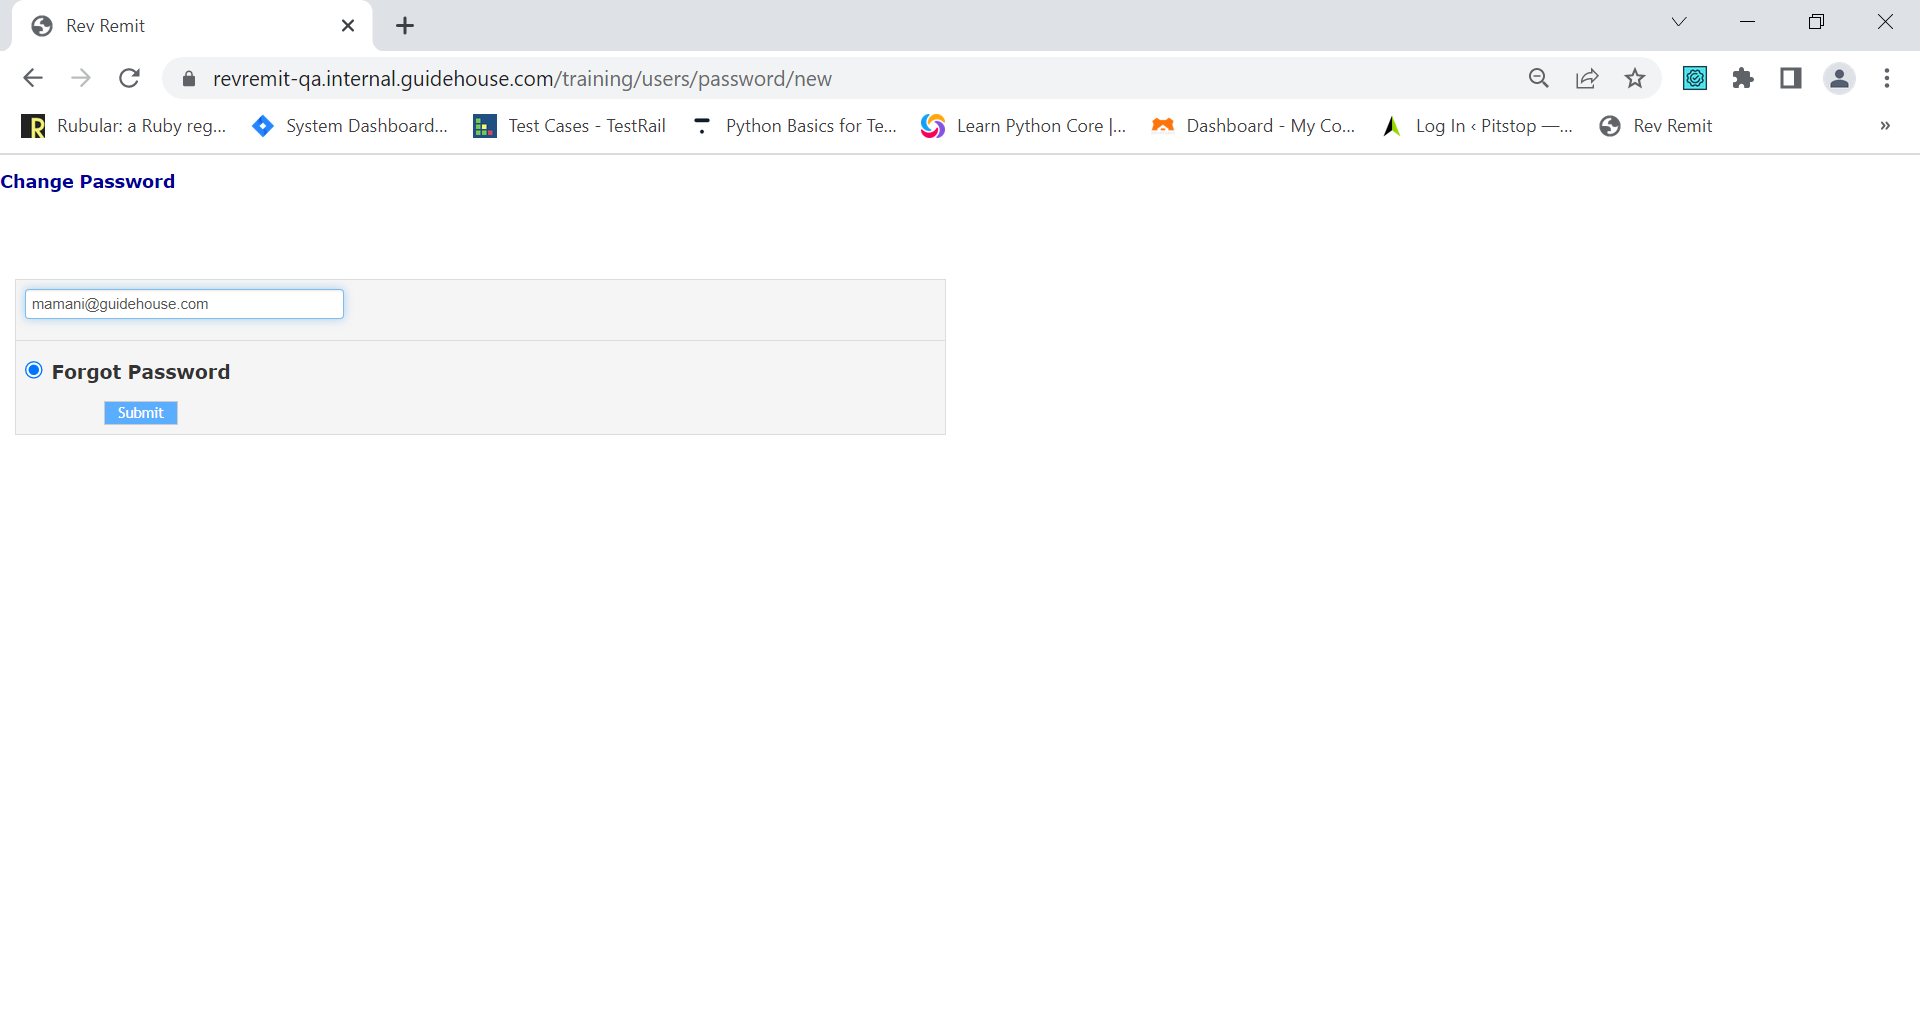 Rev Remit
revremit-qa.internal.guidehouse.com/training/users/password/new
Rubular: a Ruby reg... System Dashboard... Test Cases - TestRail Python Basics for Te... Learn Python Core |... Dashboard - My Co... Log In ‹ Pitstop —... Rev Remit »
Change Password
mamani@guidehouse.com
Forgot Password
Submit